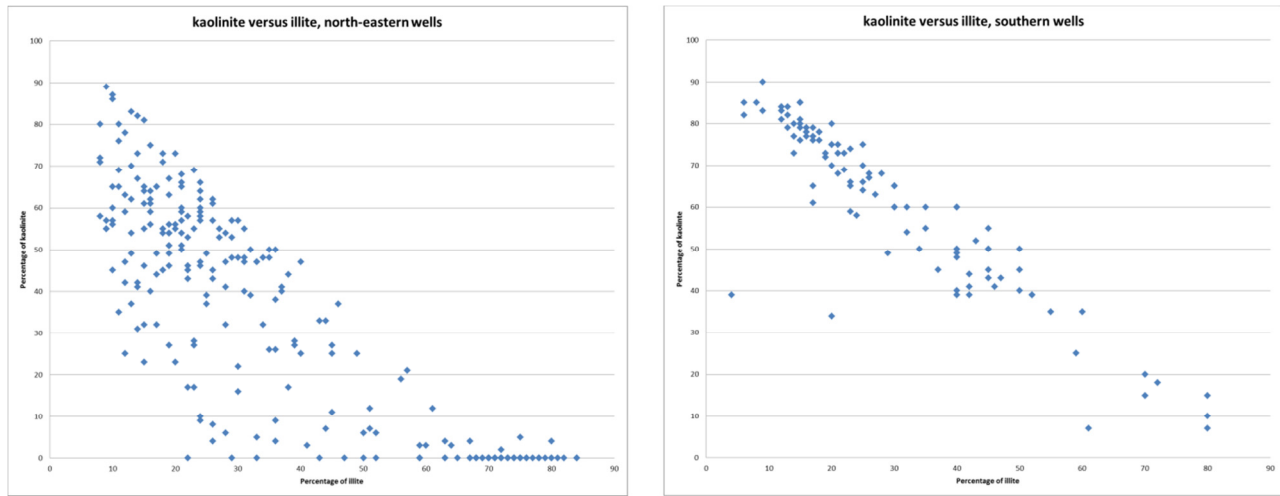 kaolinite versus illite, north-eastern wells
100
90
80
70
60
50
40
30
20
10
0
Percentage of kaolinite
0 10 20 30 40 50 60 70 80 90
Percentage of illite
kaolinite versus illite, southern wells
100
90
80
70
60
50
40
30
20
10
0
Percentage of kaolinte
0 10 20 30 40 50 60 70 80 90
Percentage of illite